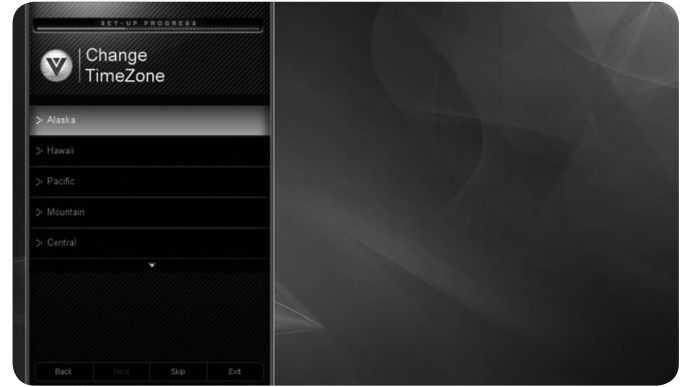 SET-UP PROGRESS
Change
TimeZone
> Alaska
> Hawaii
> Pacific
> Mountain
> Central
Back Next Skip Exit